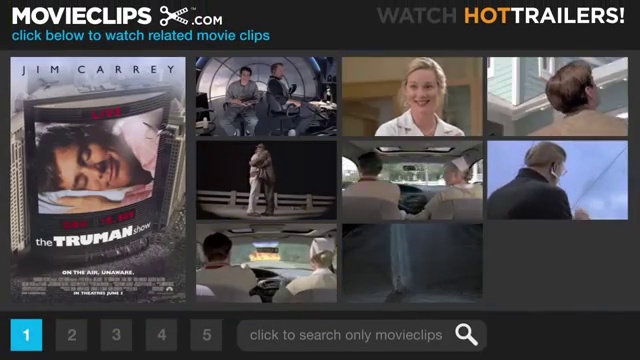 MOVIECLIPS .COM
WATCH HOTTRAILERS!
click below to watch related movie clips
JIM CARREY
LIVE
the TRUMAN show
ON THE AIR. UNAWARE.
IN THEATRES JUNE 5
1 2 3 4 5
click to search only movieclips